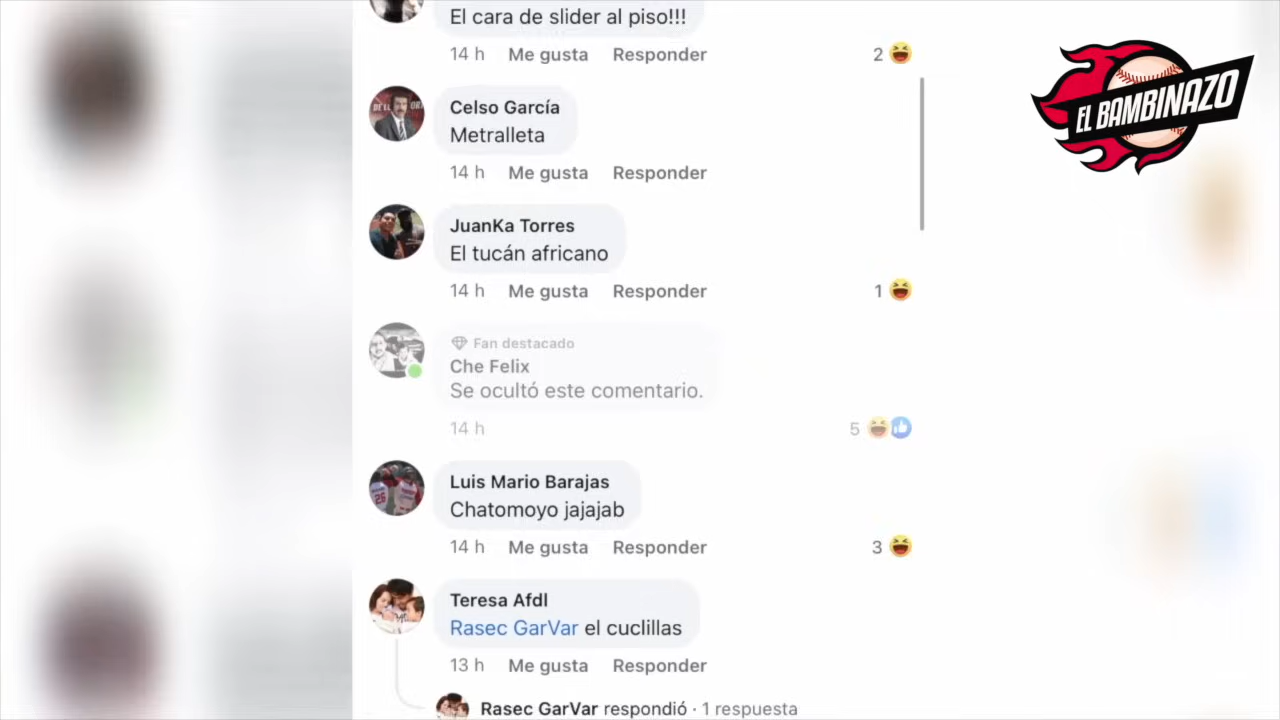 El cara de slider al piso!!!
14 h Me gusta Responder 2
EL BAMBINAZO
Celso García
Metralleta
14 h Me gusta Responder
JuanKa Torres
El tucán africano
14 h Me gusta Responder 1
Fan destacado
Che Felix
Se ocultó este comentario.
14 h 5
Luis Mario Barajas
Chatomoyo jajajab
14 h Me gusta Responder 3
Teresa Afdl
Rasec GarVar el cuclillas
13 h Me gusta Responder
Rasec GarVar respondió · 1 respuesta